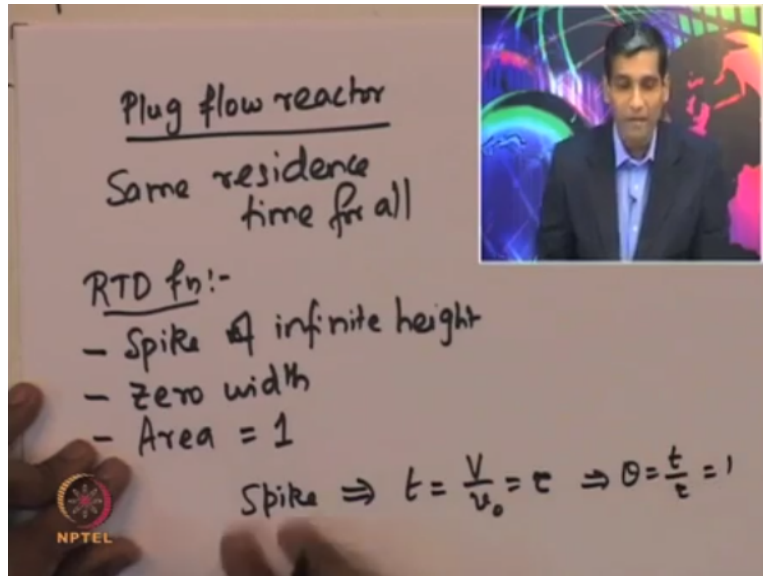 Plug flow reactor
Same residence
time for all
RTD fn:-
- Spike of infinite height
- Zero width
- Area = 1
Spike ⇒ t = V/v₀ = τ ⇒ θ = t/τ = 1
NPTEL